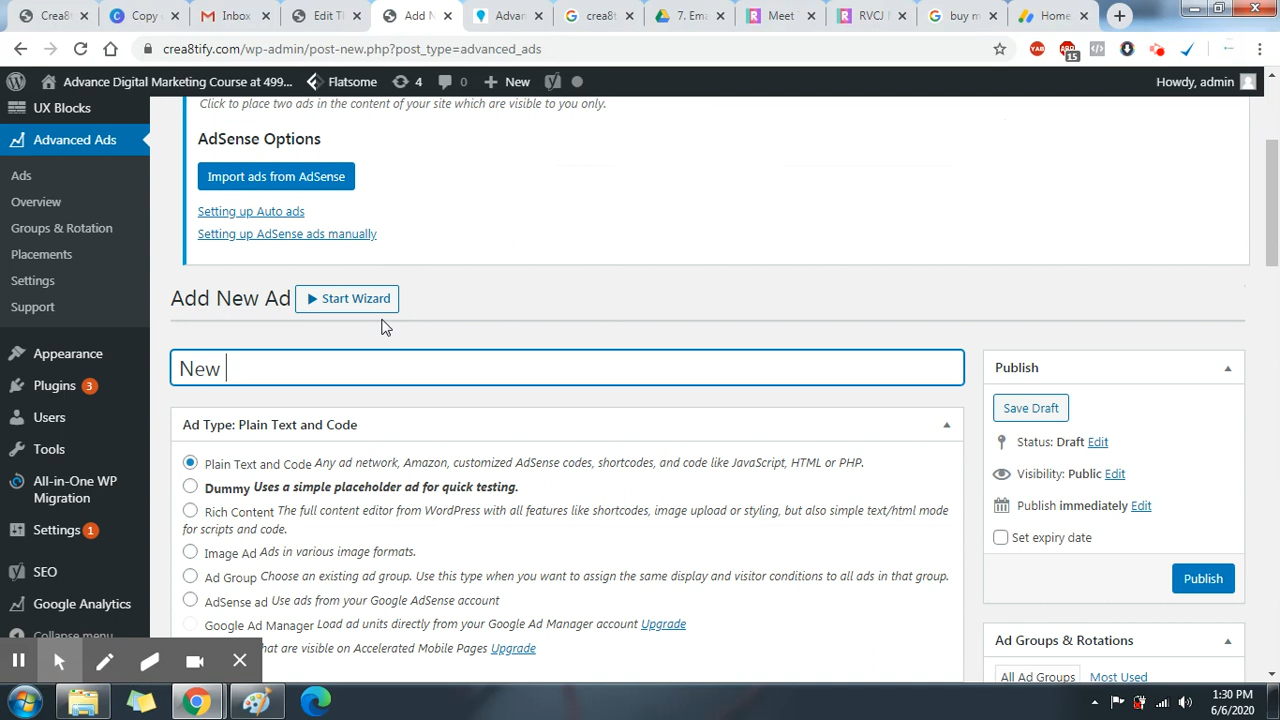 Crea8t
Copy o
Inbox
Edit Th
Add N
Advan
crea8t
7. Ema
Meet
RVCJ M
buy m
Home
crea8tify.com/wp-admin/post-new.php?post_type=advanced_ads
15
Advance Digital Marketing Course at 499...
Flatsome
4
0
New
Howdy, admin
UX Blocks
Advanced Ads
Ads
Overview
Groups & Rotation
Placements
Settings
Support
Appearance
Plugins 3
Users
Tools
All-in-One WP
Migration
Settings 1
SEO
Google Analytics
Collapse menu
Click to place two ads in the content of your site which are visible to you only.
AdSense Options
Import ads from AdSense
Setting up Auto ads
Setting up AdSense ads manually
Add New Ad
Start Wizard
New
Ad Type: Plain Text and Code
Plain Text and Code Any ad network, Amazon, customized AdSense codes, shortcodes, and code like JavaScript, HTML or PHP.
Dummy Uses a simple placeholder ad for quick testing.
Rich Content The full content editor from WordPress with all features like shortcodes, image upload or styling, but also simple text/html mode
for scripts and code.
Image Ad Ads in various image formats.
Ad Group Choose an existing ad group. Use this type when you want to assign the same display and visitor conditions to all ads in that group.
AdSense ad Use ads from your Google AdSense account
Google Ad Manager Load ad units directly from your Google Ad Manager account Upgrade
that are visible on Accelerated Mobile Pages Upgrade
Publish
Save Draft
Status: Draft Edit
Visibility: Public Edit
Publish immediately Edit
Set expiry date
Publish
Ad Groups & Rotations
All Ad Groups
Most Used
1:30 PM
6/6/2020